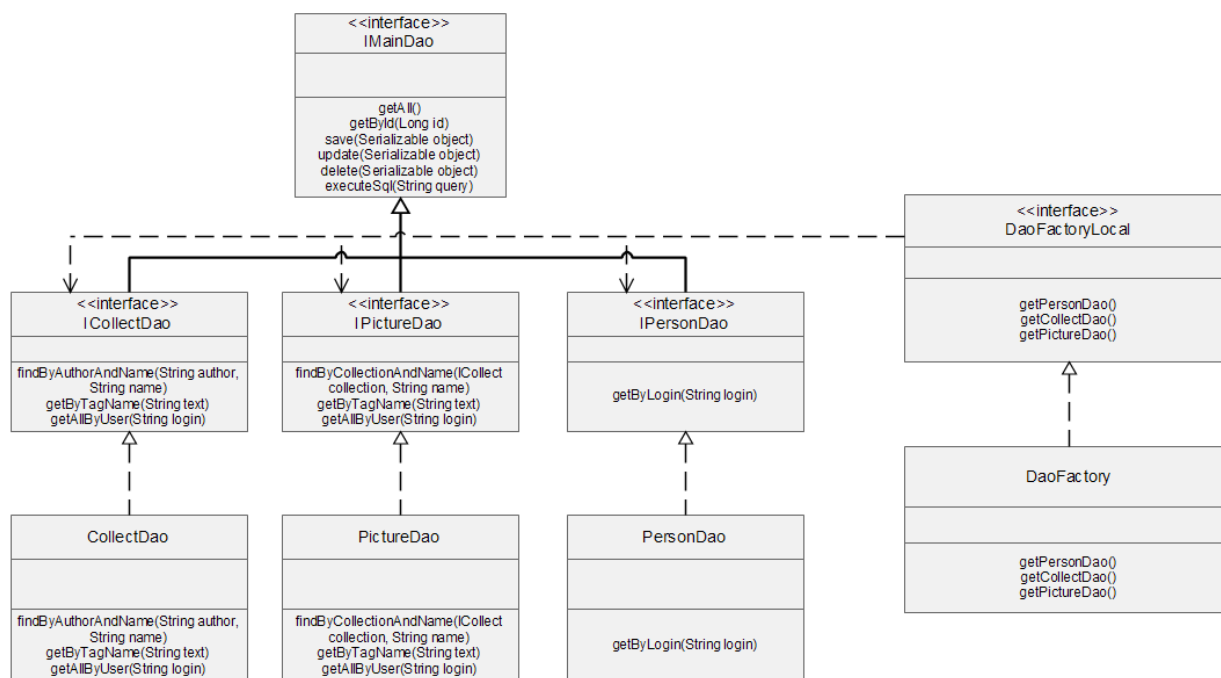 <<interface>>
IMainDao
getAll()
getById(Long id)
save(Serializable object)
update(Serializable object)
delete(Serializable object)
executeSql(String query)
<<interface>>
DaoFactoryLocal
getPersonDao()
getCollectDao()
getPictureDao()
<<interface>>
ICollectDao
findByAuthorAndName(String author,
String name)
getByTagName(String text)
getAllByUser(String login)
<<interface>>
IPictureDao
findByCollectionAndName(ICollect
collection, String name)
getByTagName(String text)
getAllByUser(String login)
<<interface>>
IPersonDao
getByLogin(String login)
DaoFactory
getPersonDao()
getCollectDao()
getPictureDao()
CollectDao
findByAuthorAndName(String author,
String name)
getByTagName(String text)
getAllByUser(String login)
PictureDao
findByCollectionAndName(ICollect
collection, String name)
getByTagName(String text)
getAllByUser(String login)
PersonDao
getByLogin(String login)